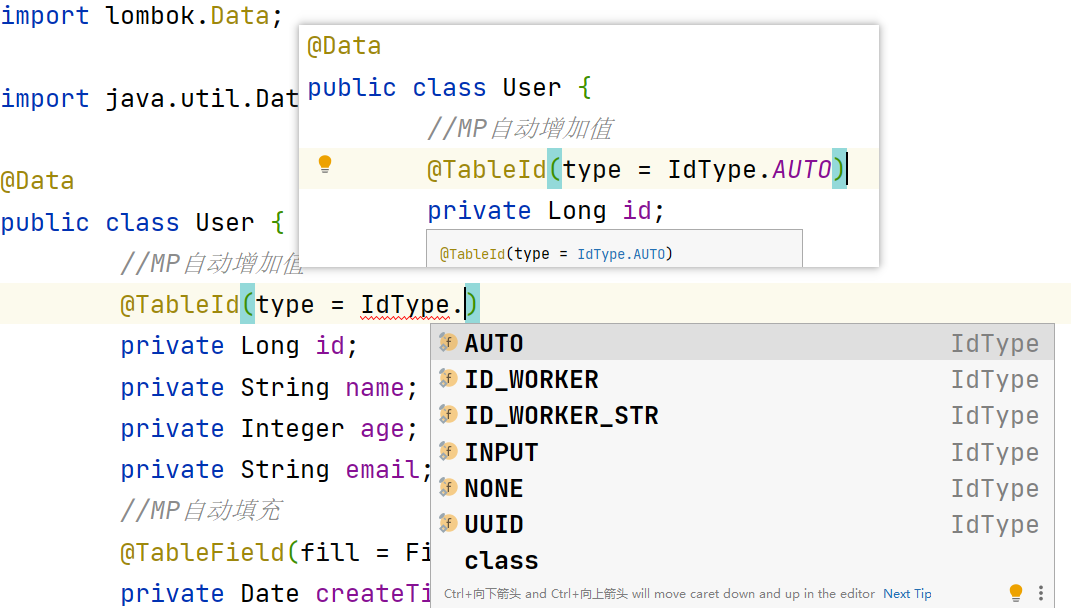 import lombok.Data;
import java.util.Dat
@Data
public class User {
//MP自动增加值
@TableId(type = IdType.)
private Long id;
private String name;
private Integer age;
private String email;
//MP自动填充
@TableField(fill = Fi
private Date createTi
@Data
public class User {
//MP自动增加值
@TableId(type = IdType.AUTO)
private Long id;
@TableId(type = IdType.AUTO)
AUTO IdType
ID_WORKER IdType
ID_WORKER_STR IdType
INPUT IdType
NONE IdType
UUID IdType
class
Ctrl+向下箭头 and Ctrl+向上箭头 will move caret down and up in the editor Next Tip